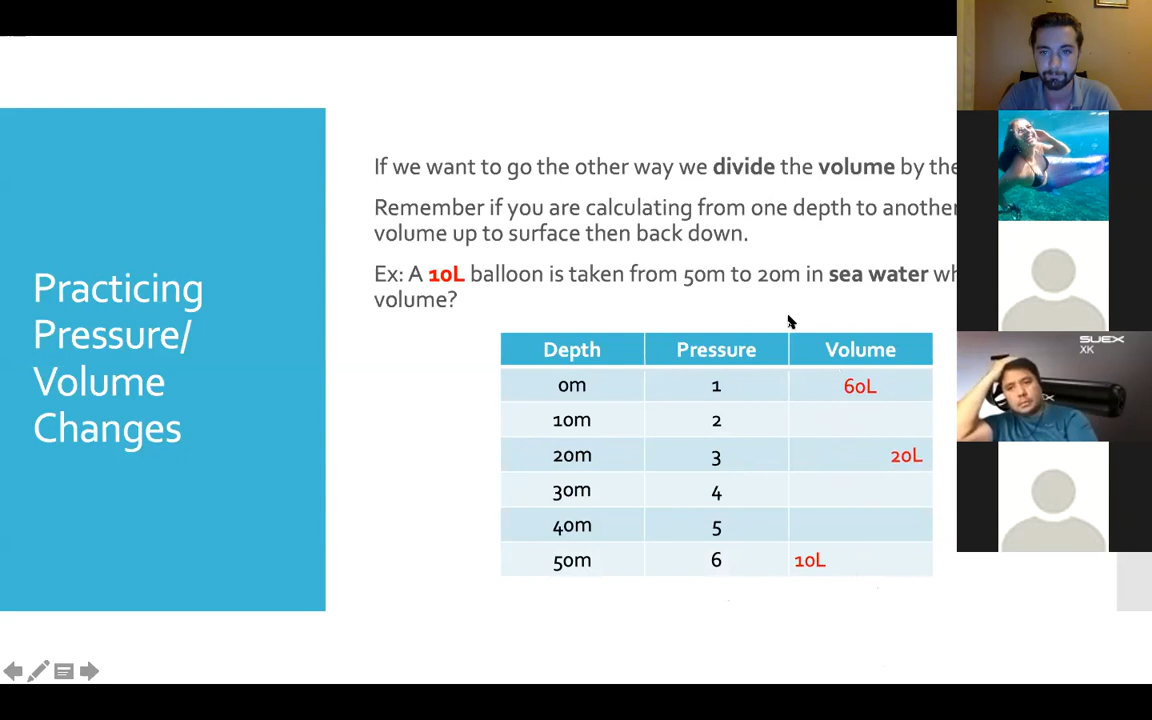 If we want to go the other way we divide the volume by the
Remember if you are calculating from one depth to another
volume up to surface then back down.
Ex: A 10L balloon is taken from 50m to 20m in sea water wh
volume?
Practicing
Pressure/
Volume
Changes
Depth Pressure Volume
0m 1 60L
10m 2
20m 3 20L
30m 4
40m 5
50m 6 10L
SUEX
XK